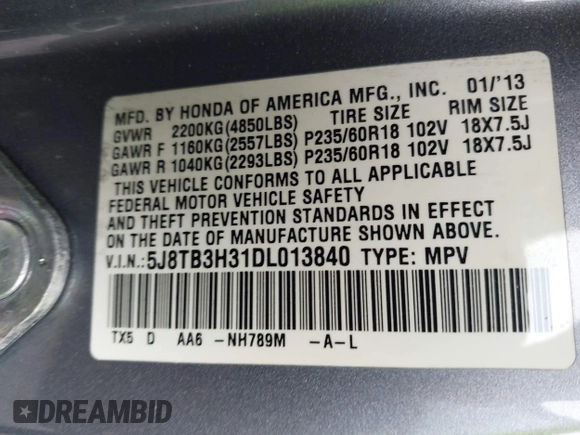 MFD. BY HONDA OF AMERICA MFG., INC. 01/'13
GVWR 2200KG(4850LBS) TIRE SIZE RIM SIZE
GAWR F 1160KG(2557LBS) P235/60R18 102V 18X7.5J
GAWR R 1040KG(2293LBS) P235/60R18 102V 18X7.5J
THIS VEHICLE CONFORMS TO ALL APPLICABLE
FEDERAL MOTOR VEHICLE SAFETY
AND THEFT PREVENTION STANDARDS IN EFFECT
ON THE DATE OF MANUFACTURE SHOWN ABOVE.
V.I.N.:5J8TB3H31DL013840 TYPE: MPV
TX5 D AA6 -NH789M -A-L
DREAMBID